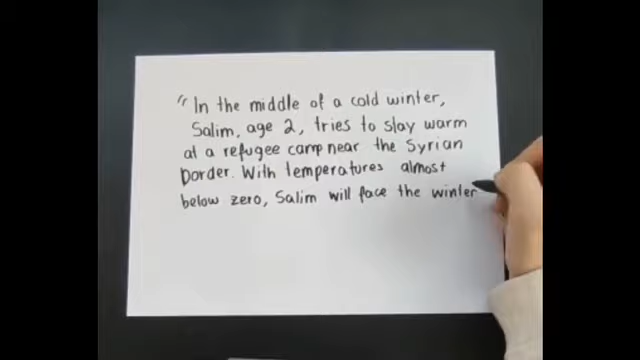 "In the middle of a cold winter,
Salim, age 2, tries to stay warm
at a refugee camp near the Syrian
border. With temperatures almost
below zero, Salim will face the winter